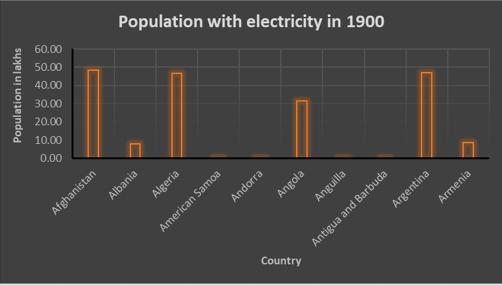 Population with electricity in 1900
Population in lakhs
60.00
50.00
40.00
30.00
20.00
10.00
0.00
Afghanistan
Albania
Algeria
American Samoa
Andorra
Angola
Anguilla
Antigua and Barbuda
Argentina
Armenia
Country